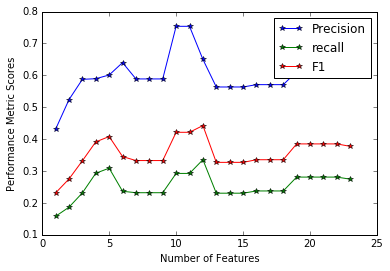 0.8
0.7
0.6
0.5
0.4
0.3
0.2
0.1
Performance Metric Scores
Precision
recall
F1
0 5 10 15 20 25
Number of Features